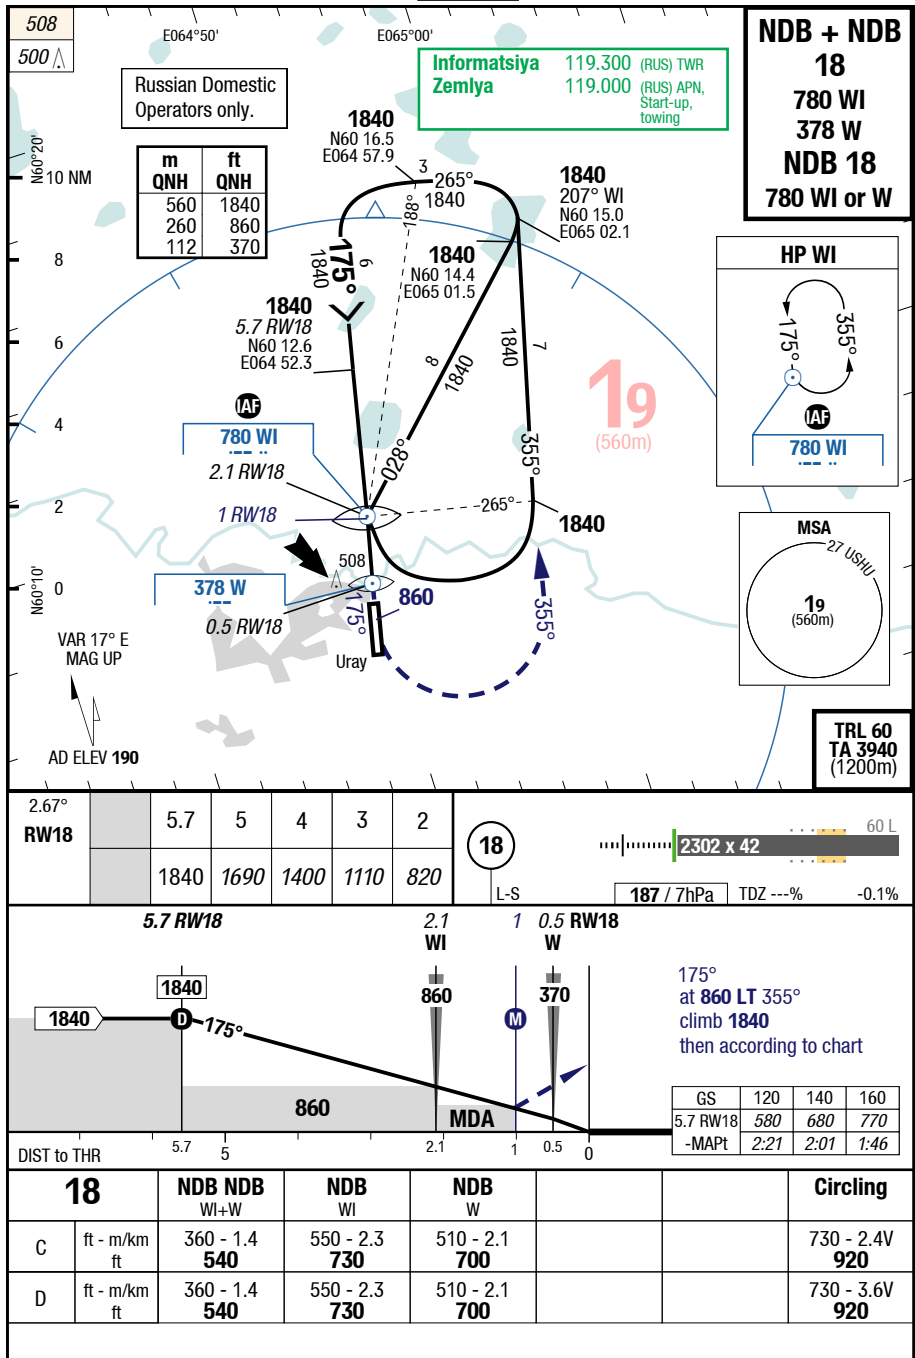 508
500
E064°50'
E065°00'
NDB + NDB
18
780 WI
378 W
NDB 18
780 WI or W
Informatsiya 119.300 (RUS) TWR
Zemlya 119.000 (RUS) APN,
Start-up,
towing
Russian Domestic
Operators only.
m ft
QNH QNH
560 1840
260 860
112 370
N60°20'
10 NM
8
6
4
2
0
N60°10'
1840
N60 16.5
E064 57.9
3
265°
1840
188°
1840
207° WI
N60 15.0
E065 02.1
1840
N60 14.4
E065 01.5
175°
6
1840
1840
5.7 RW18
N60 12.6
E064 52.3
8
1840
028°
7
1840
355°
19
(560m)
IAF
780 WI
2.1 RW18
1 RW18
265°
1840
508
378 W
0.5 RW18
175°
860
355°
Uray
VAR 17° E
MAG UP
AD ELEV 190
HP WI
175°
355°
IAF
780 WI
MSA
27 USHU
19
(560m)
TRL 60
TA 3940
(1200m)
2.67°
RW18
5.7 5 4 3 2
1840 1690 1400 1110 820
18
L-S
2302 x 42
60 L
187 / 7hPa
TDZ ---%
-0.1%
5.7 RW18
2.1
WI
1
0.5 RW18
W
1840
1840
D
175°
860
370
M
860
MDA
175°
at 860 LT 355°
climb 1840
then according to chart
GS 120 140 160
5.7 RW18 580 680 770
-MAPt 2:21 2:01 1:46
DIST to THR
5.7 5 2.1 1 0.5 0
18 NDB NDB NDB NDB Circling
WI+W WI W
C ft - m/km 360 - 1.4 550 - 2.3 510 - 2.1 730 - 2.4V
ft 540 730 700 920
D ft - m/km 360 - 1.4 550 - 2.3 510 - 2.1 730 - 3.6V
ft 540 730 700 920